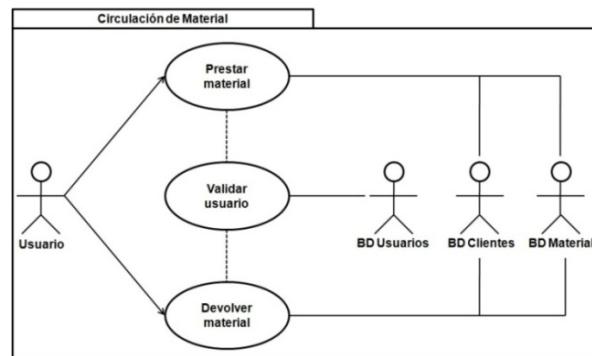 Circulación de Material
Prestar
material
Validar
usuario
Usuario
BD Usuarios
BD Clientes
BD Material
Devolver
material